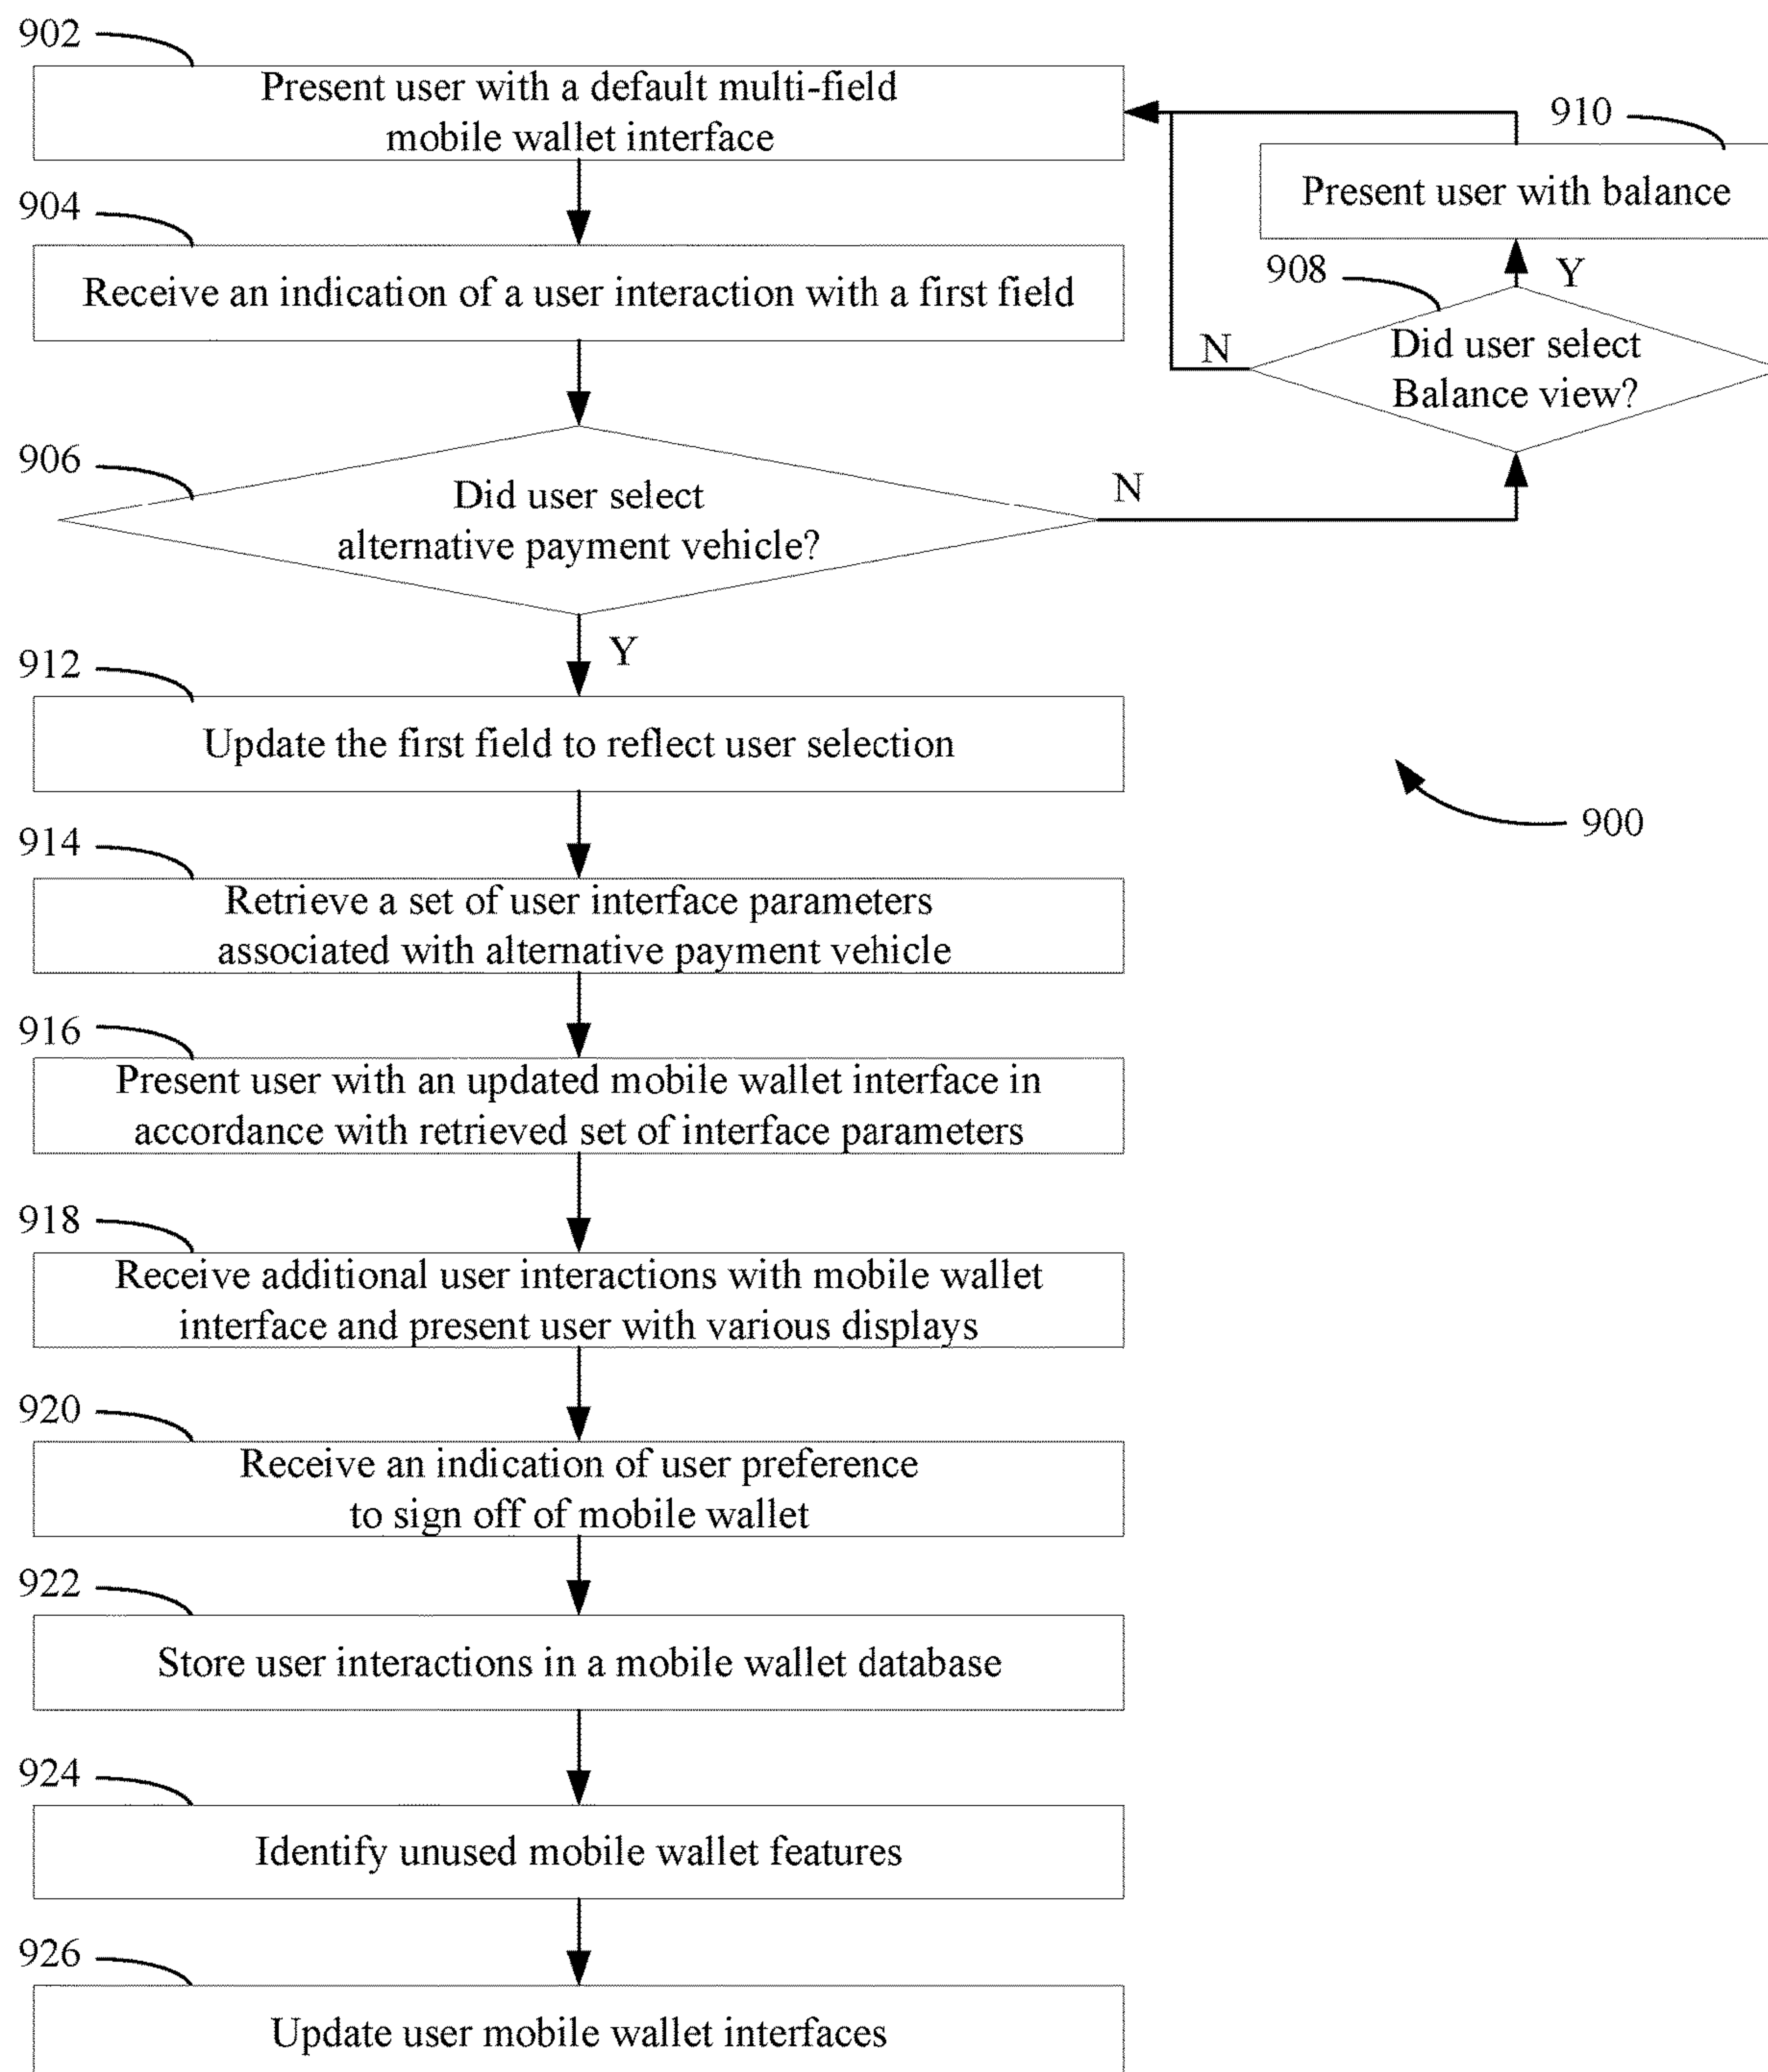 902
Present user with a default multi-field
mobile wallet interface
910
Present user with balance
904
Receive an indication of a user interaction with a first field
908
Y
N
Did user select
Balance view?
906
Did user select
alternative payment vehicle?
N
Y
912
Update the first field to reflect user selection
900
914
Retrieve a set of user interface parameters
associated with alternative payment vehicle
916
Present user with an updated mobile wallet interface in
accordance with retrieved set of interface parameters
918
Receive additional user interactions with mobile wallet
interface and present user with various displays
920
Receive an indication of user preference
to sign off of mobile wallet
922
Store user interactions in a mobile wallet database
924
Identify unused mobile wallet features
926
Update user mobile wallet interfaces